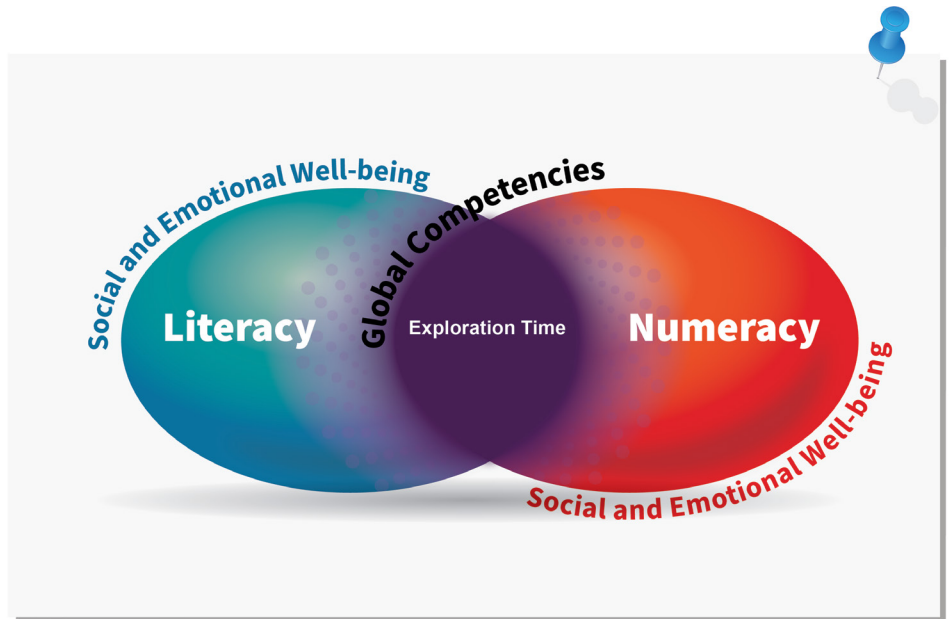 Social and Emotional Well-being
Global Competencies
Literacy
Exploration Time
Numeracy
Social and Emotional Well-being